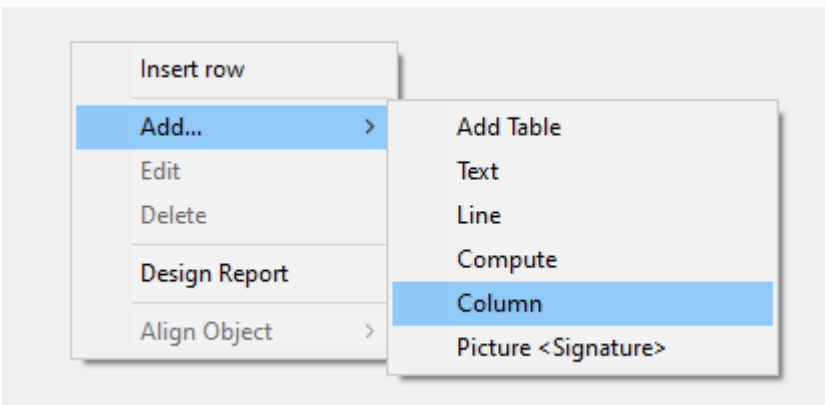 Insert row
Add...
Edit
Delete
Design Report
Align Object
Add Table
Text
Line
Compute
Column
Picture <Signature>